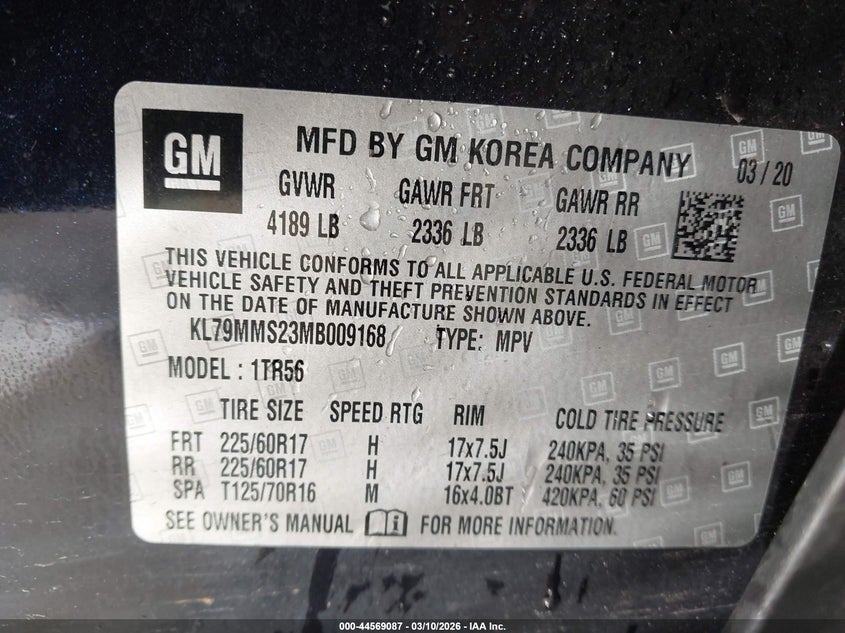 GM
MFD BY GM KOREA COMPANY 03/20
GVWR GAWR FRT GAWR RR
4189 LB 2336 LB 2336 LB
THIS VEHICLE CONFORMS TO ALL APPLICABLE U.S. FEDERAL MOTOR
VEHICLE SAFETY AND THEFT PREVENTION STANDARDS IN EFFECT
ON THE DATE OF MANUFACTURE SHOWN ABOVE.
KL79MMS23MB009168 TYPE: MPV
MODEL : 1TR56
TIRE SIZE SPEED RTG RIM COLD TIRE PRESSURE
FRT 225/60R17 H 17x7.5J 240KPA, 35 PSI
RR 225/60R17 H 17x7.5J 240KPA, 35 PSI
SPA T125/70R16 M 16x4.0BT 420KPA, 60 PSI
SEE OWNER'S MANUAL i FOR MORE INFORMATION.
000-44569087 - 03/10/2026 - IAA Inc.